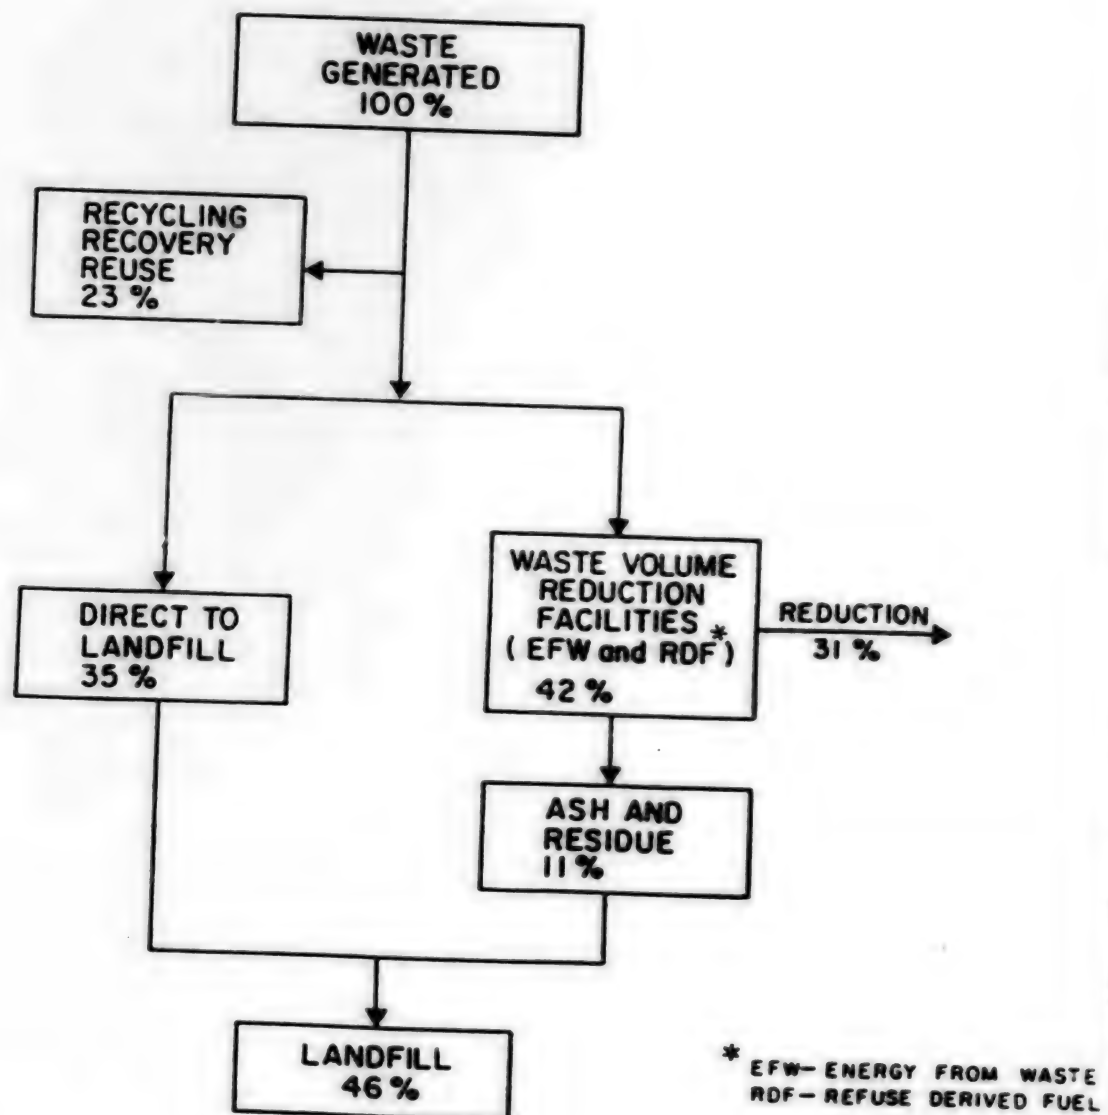 WASTE
GENERATED
100 %
RECYCLING
RECOVERY
REUSE
23 %
WASTE VOLUME
REDUCTION
FACILITIES
( EFW and RDF* )
42 %
REDUCTION
31 %
DIRECT TO
LANDFILL
35 %
ASH AND
RESIDUE
11 %
LANDFILL
46 %
* EFW- ENERGY FROM WASTE
RDF- REFUSE DERIVED FUEL